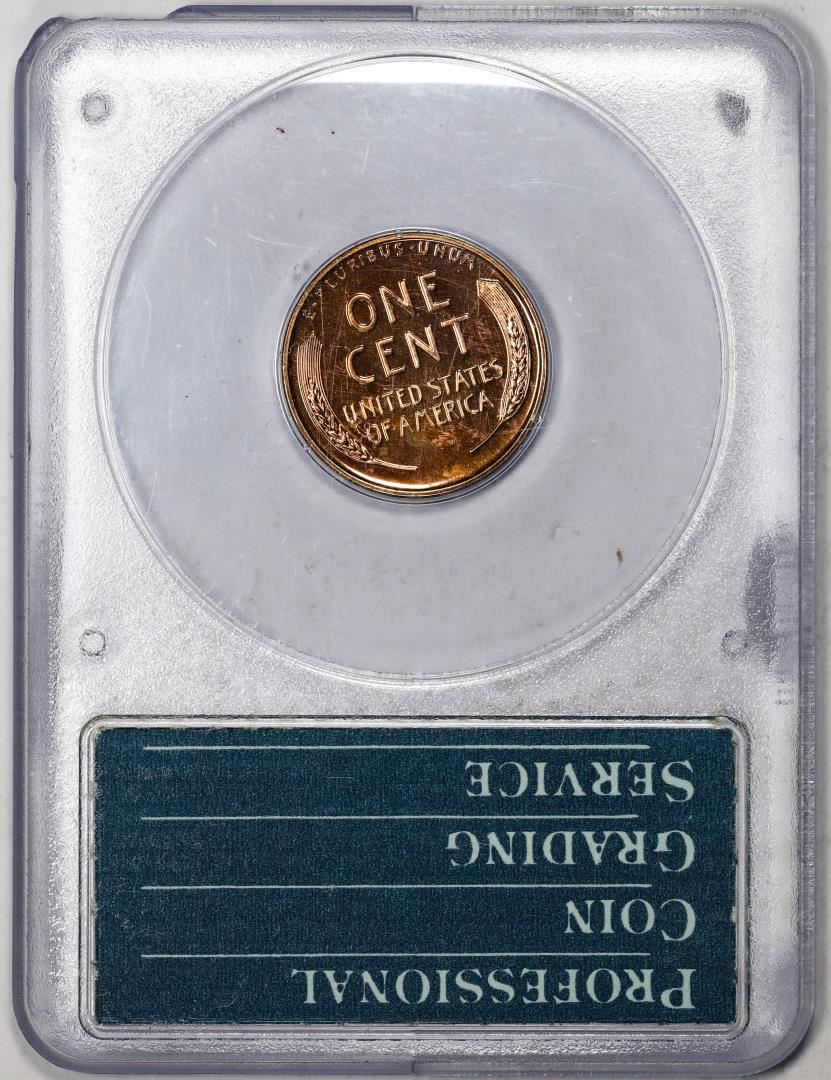 E·PLURIBUS·UNUM
ONE
CENT
UNITED STATES
OF AMERICA
PROFESSIONAL
COIN
GRADING
SERVICE